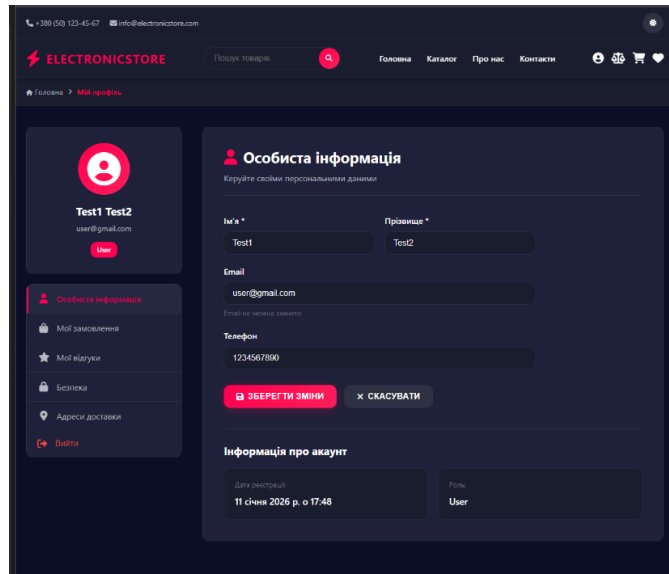 +380 (50) 123-45-67 info@electronicstore.com
ELECTRONICSTORE
Пошук товарів...
Головна Каталог Про нас Контакти
Головна > Мій профіль
Test1 Test2
user@gmail.com
User
Особиста інформація
Мої замовлення
Мої відгуки
Безпека
Адреси доставки
Вийти
Особиста інформація
Керуйте своїми персональними даними
Ім'я * Прізвище *
Test1 Test2
Email
user@gmail.com
Email не можна змінити
Телефон
1234567890
ЗБЕРЕГТИ ЗМІНИ × СКАСУВАТИ
Інформація про акаунт
Дата реєстрації: Роль:
11 січня 2026 р. о 17:48 User